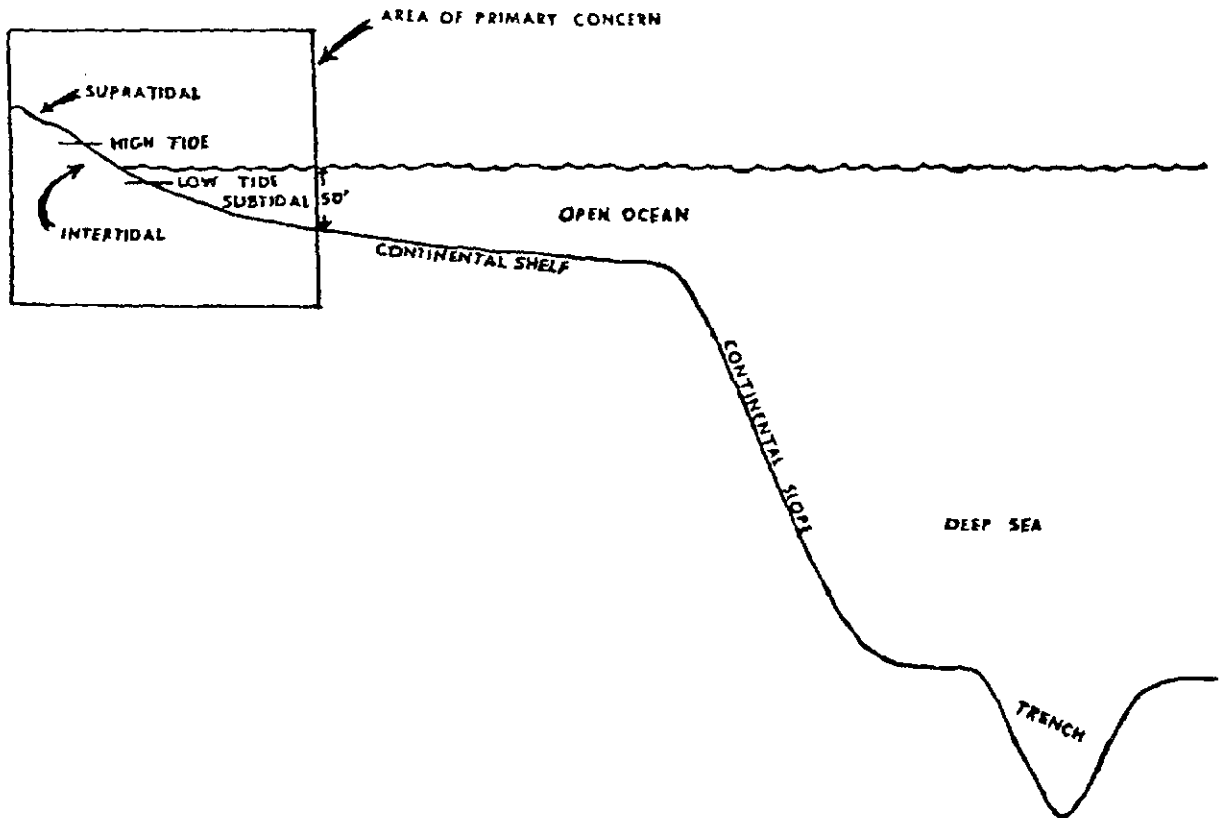 AREA OF PRIMARY CONCERN
SUPRATIDAL
HIGH TIDE
LOW TIDE
SUBTIDAL
50'
INTERTIDAL
OPEN OCEAN
CONTINENTAL SHELF
CONTINENTAL SLOPE
DEEP SEA
TRENCH